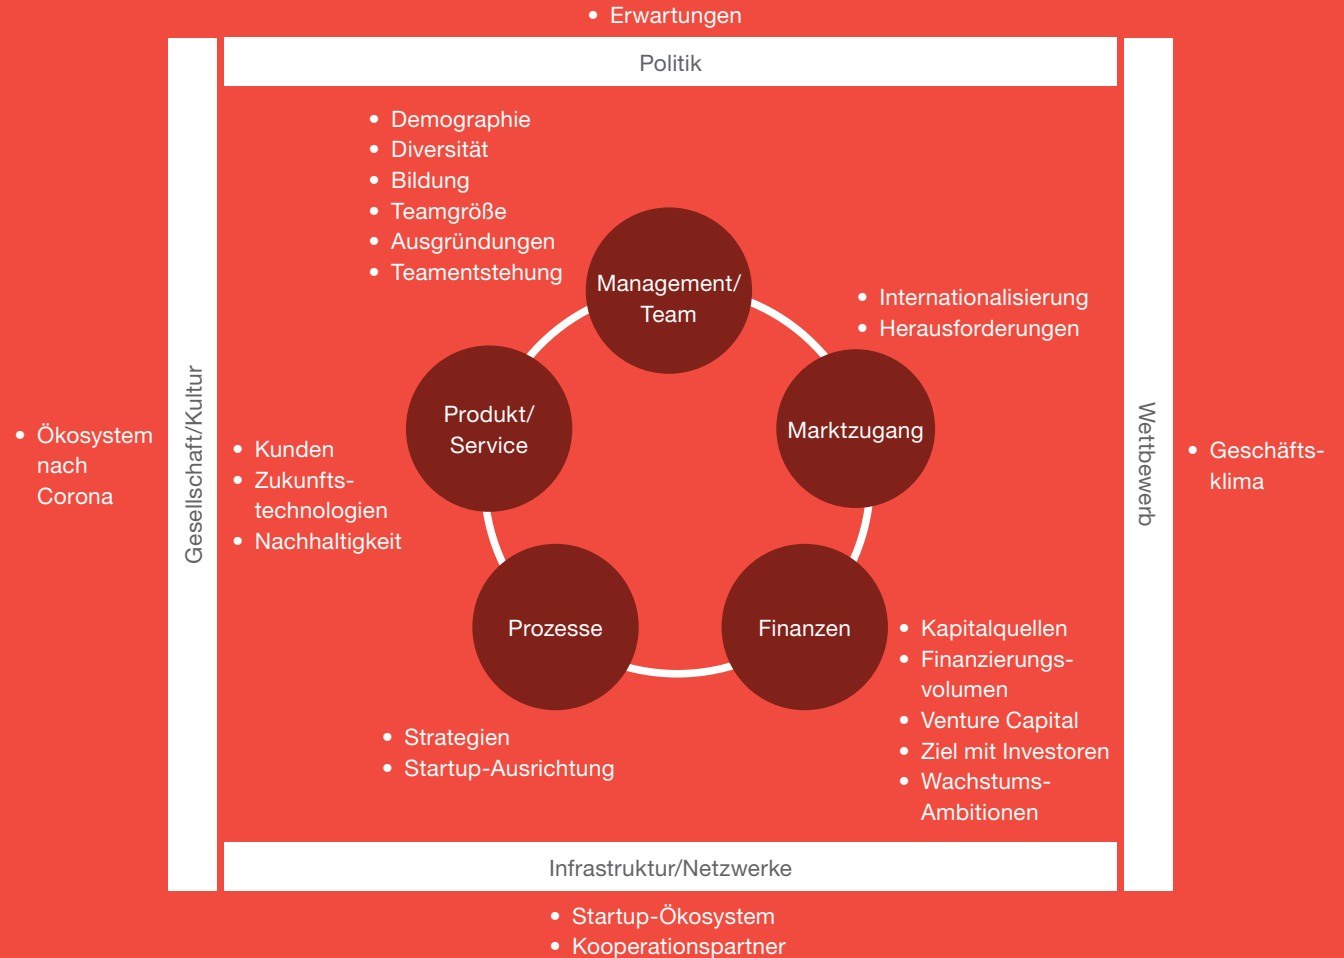 • Erwartungen
Politik
• Demographie
• Diversität
• Bildung
• Teamgröße
• Ausgründungen
• Teamentstehung
Management/
Team
• Internationalisierung
• Herausforderungen
Gesellschaft/Kultur
• Ökosystem
nach
Corona
Produkt/
Service
• Kunden
• Zukunfts-
technologien
• Nachhaltigkeit
Marktzugang
Wettbewerb
• Geschäfts-
klima
Prozesse
• Strategien
• Startup-Ausrichtung
Finanzen
• Kapitalquellen
• Finanzierungs-
volumen
• Venture Capital
• Ziel mit Investoren
• Wachstums-
Ambitionen
Infrastruktur/Netzwerke
• Startup-Ökosystem
• Kooperationspartner